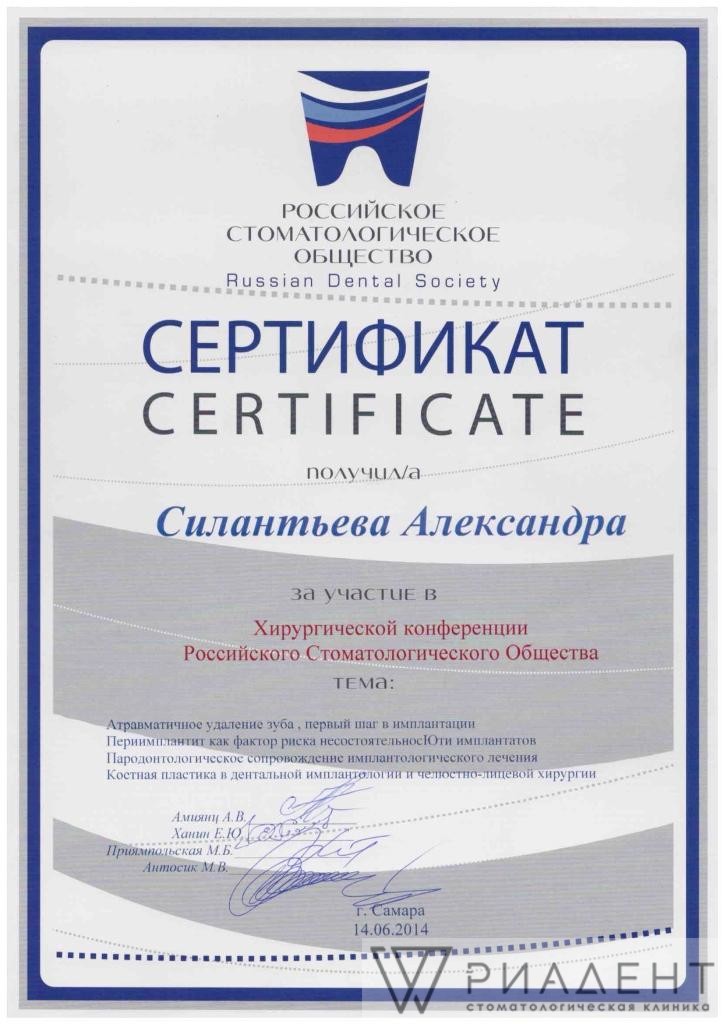 РОССИЙСКОЕ
СТОМАТОЛОГИЧЕСКОЕ
ОБЩЕСТВО
Russian Dental Society
СЕРТИФИКАТ
CERTIFICATE
получил/а
Силантьева Александра
за участие в
Хирургической конференции
Российского Стоматологического Общества
тема:
Атравматичное удаление зуба , первый шаг в имплантации
Периимплантит как фактор риска несостоятельносЮти имплантатов
Пародонтологическое сопровождение имплантологического лечения
Костная пластика в дентальной имплантологии и челюстно-лицевой хирургии
Амиянц А.В.
Ханин Е.Ю.
Приямпольская М.Б.
Антосик М.В.
г. Самара
14.06.2014
РИАДЕНТ
стоматологическая клиника